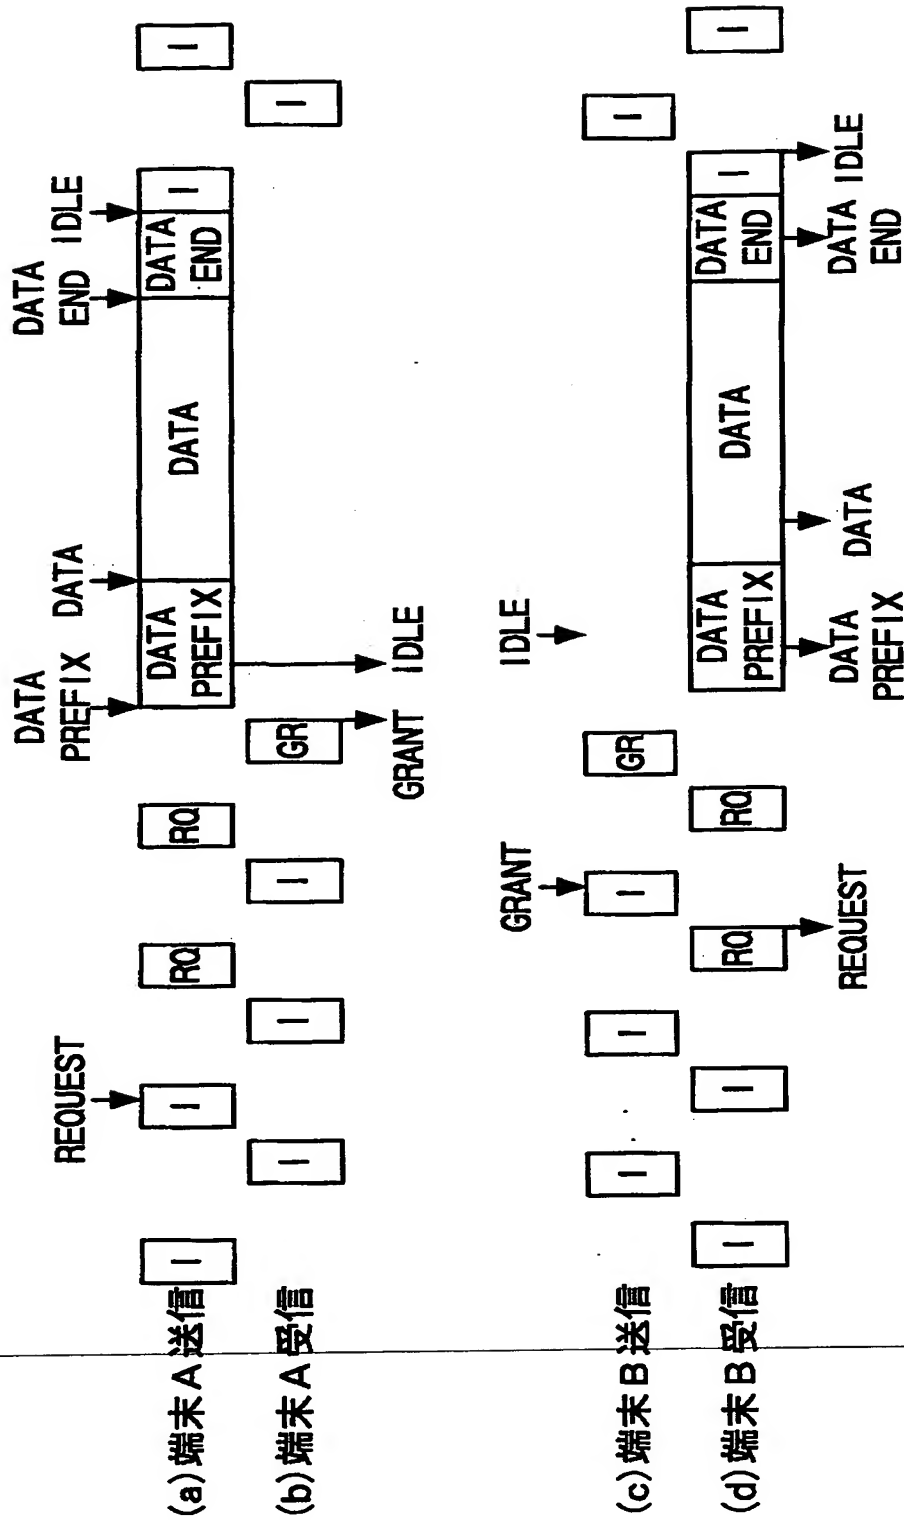 REQUEST
DATA
PREFIX
DATA
DATA
END
IDLE
(a)端末A送信
I
I
RQ
RQ
DATA
PREFIX
DATA
DATA
END
I
I
(b)端末A受信
I
I
I
GR
I
GRANT
IDLE
GRANT
IDLE
(c)端末B送信
I
I
I
GR
I
(d)端末B受信
I
I
RQ
RQ
DATA
PREFIX
DATA
DATA
END
I
I
REQUEST
DATA
PREFIX
DATA
DATA
END
IDLE